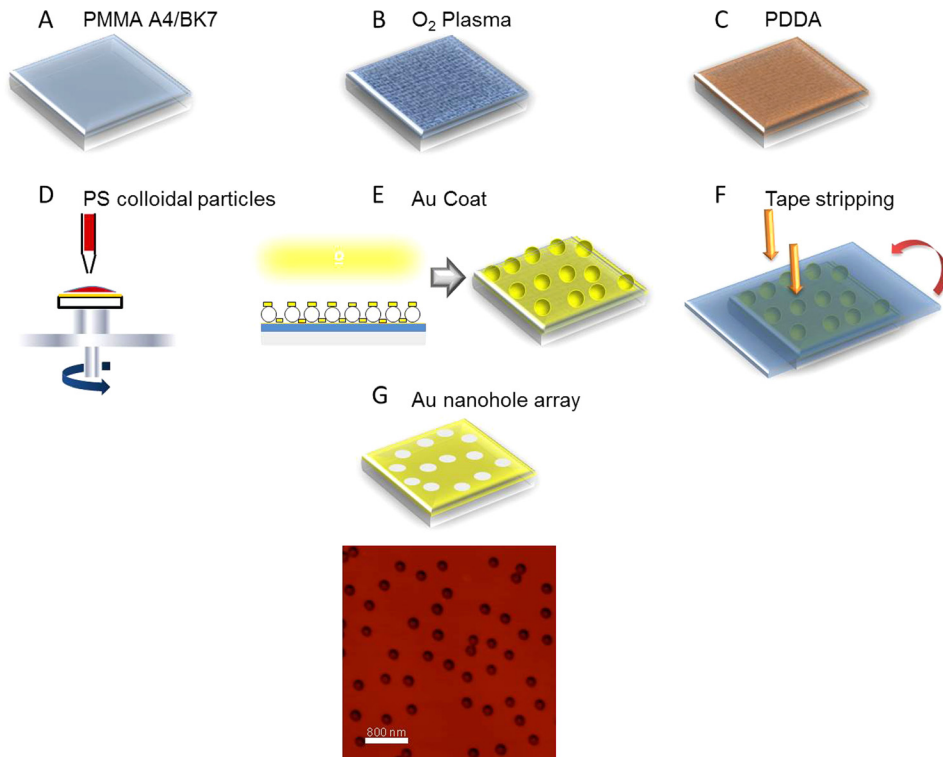 A PMMA A4/BK7
B O₂ Plasma
C PDDA
D PS colloidal particles
E Au Coat
F Tape stripping
G Au nanohole array
800 nm